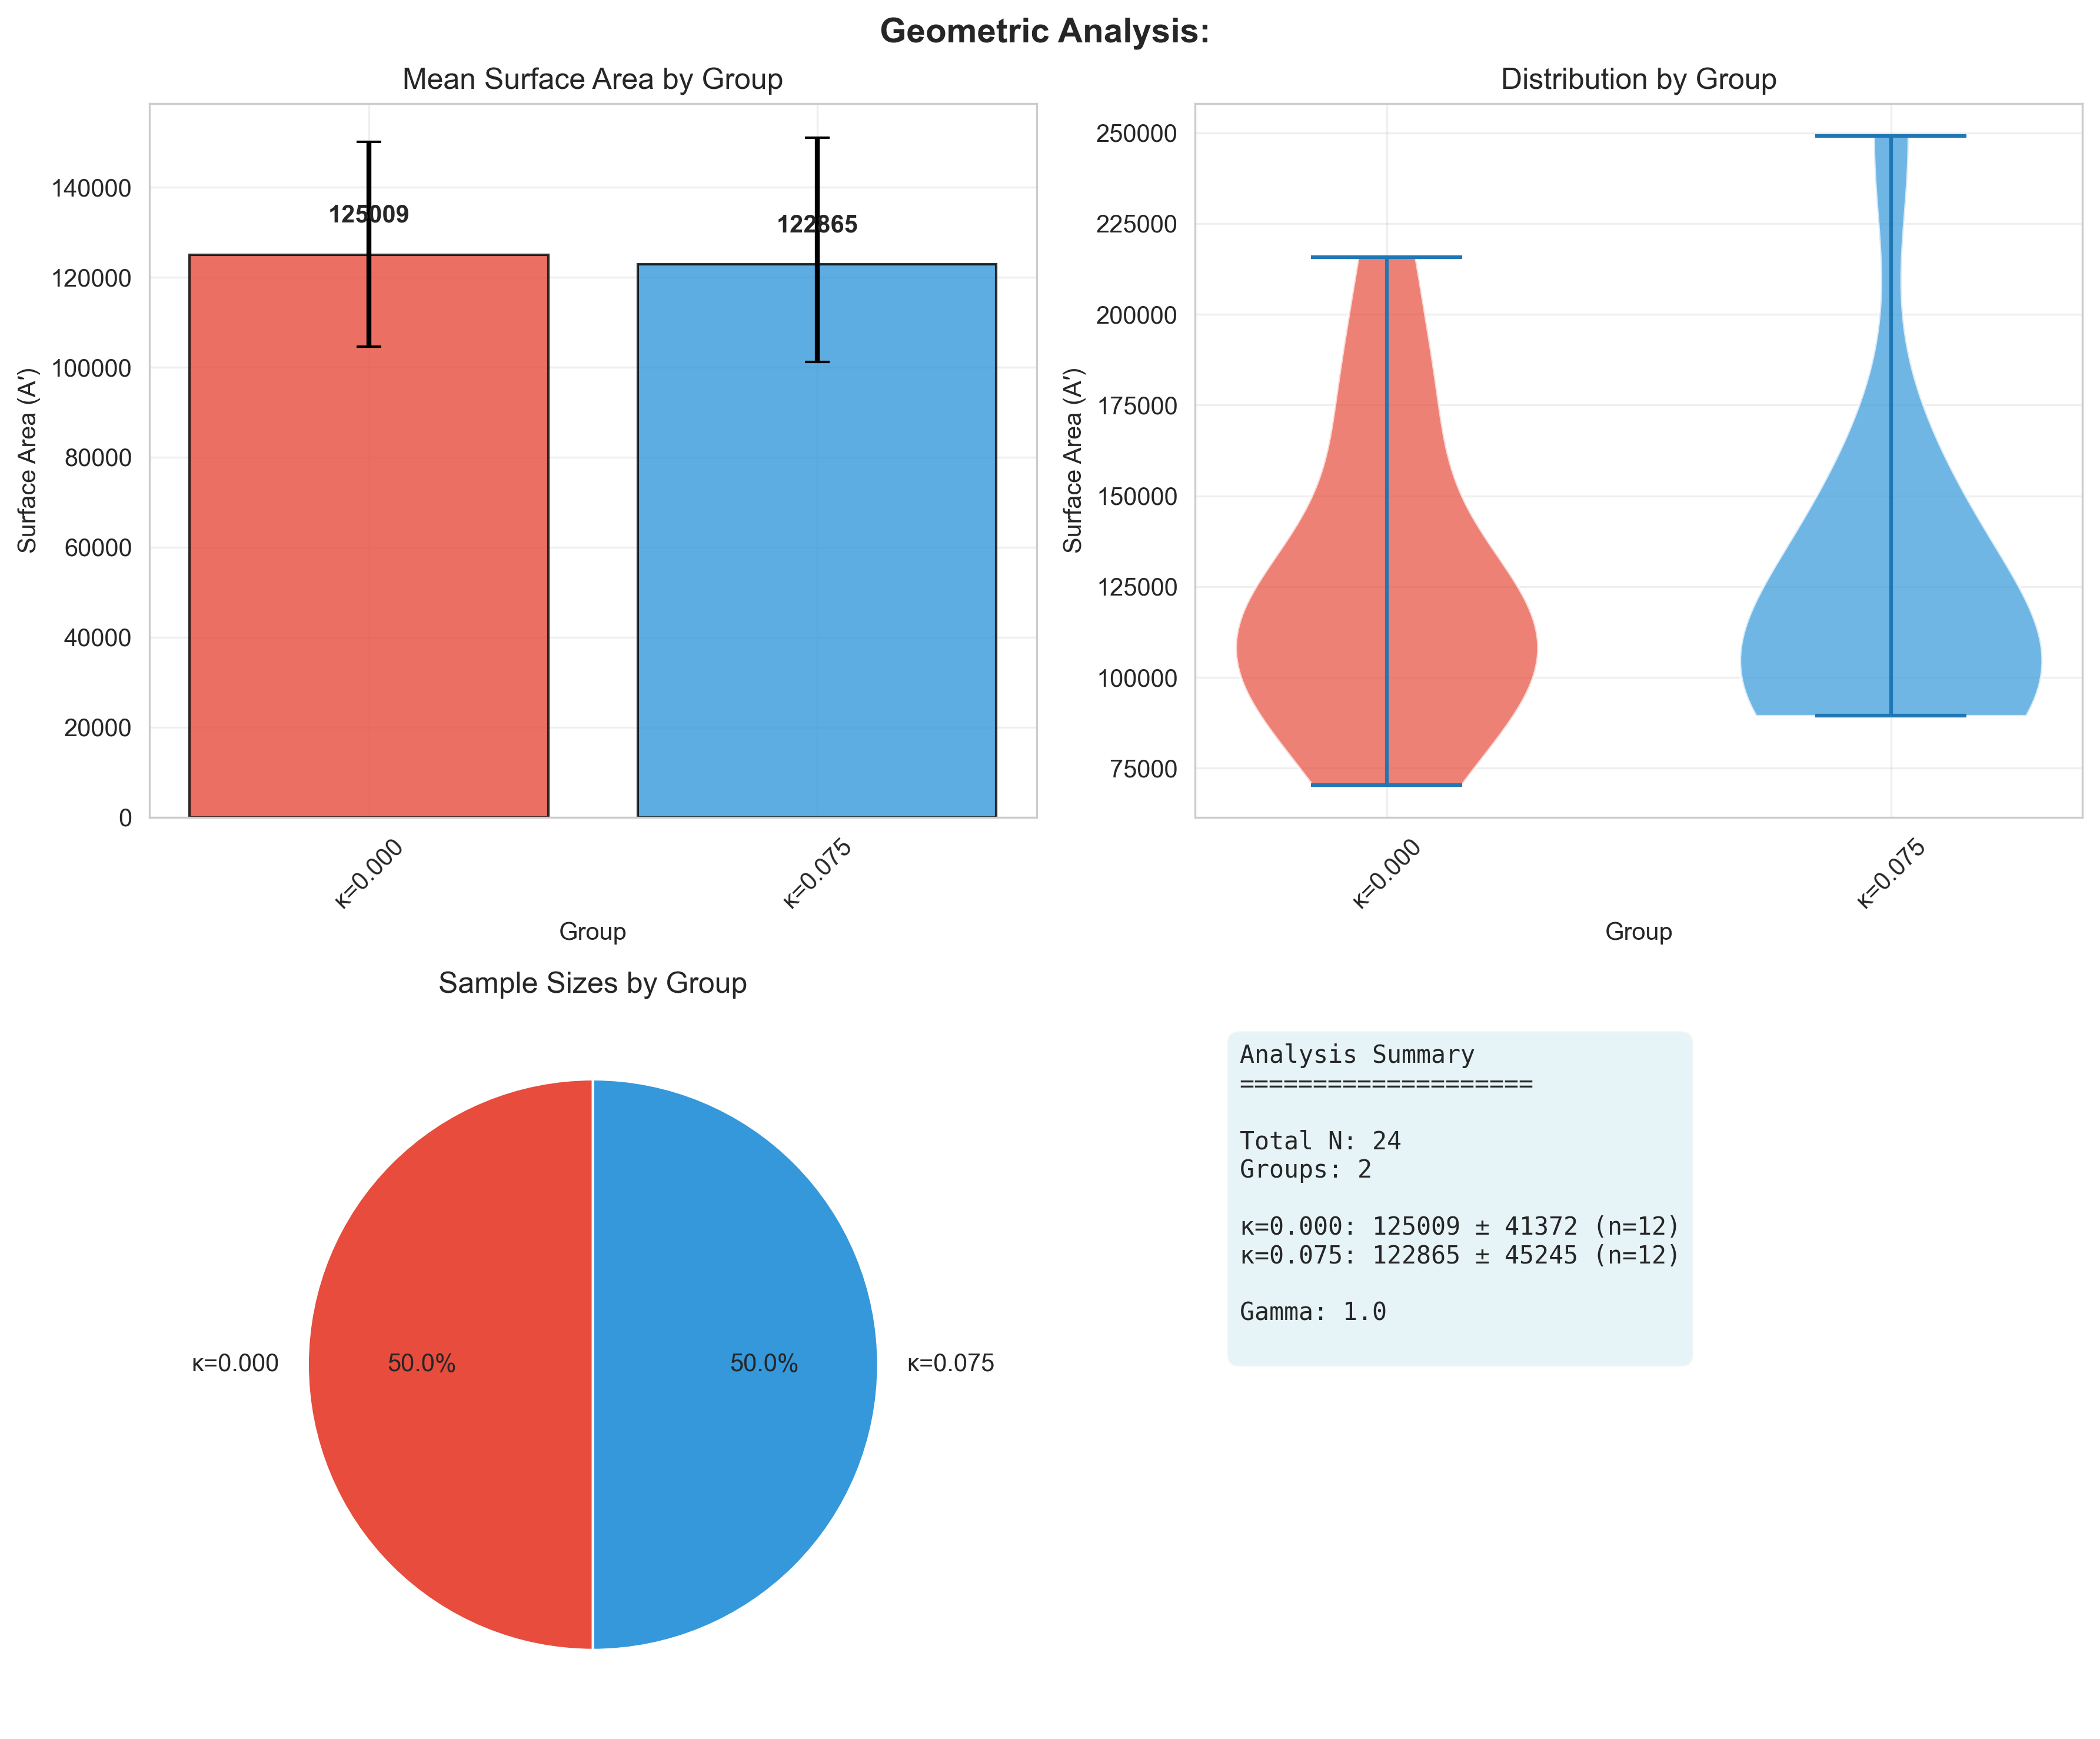 Geometric Analysis:
Mean Surface Area by Group
Surface Area (A')
140000
120000
100000
80000
60000
40000
20000
0
125009
122865
κ=0.000
κ=0.075
Group
Distribution by Group
Surface Area (A')
250000
225000
200000
175000
150000
125000
100000
75000
κ=0.000
κ=0.075
Group
Sample Sizes by Group
κ=0.000
50.0%
50.0%
κ=0.075
Analysis Summary
====================
Total N: 24
Groups: 2
κ=0.000: 125009 ± 41372 (n=12)
κ=0.075: 122865 ± 45245 (n=12)
Gamma: 1.0